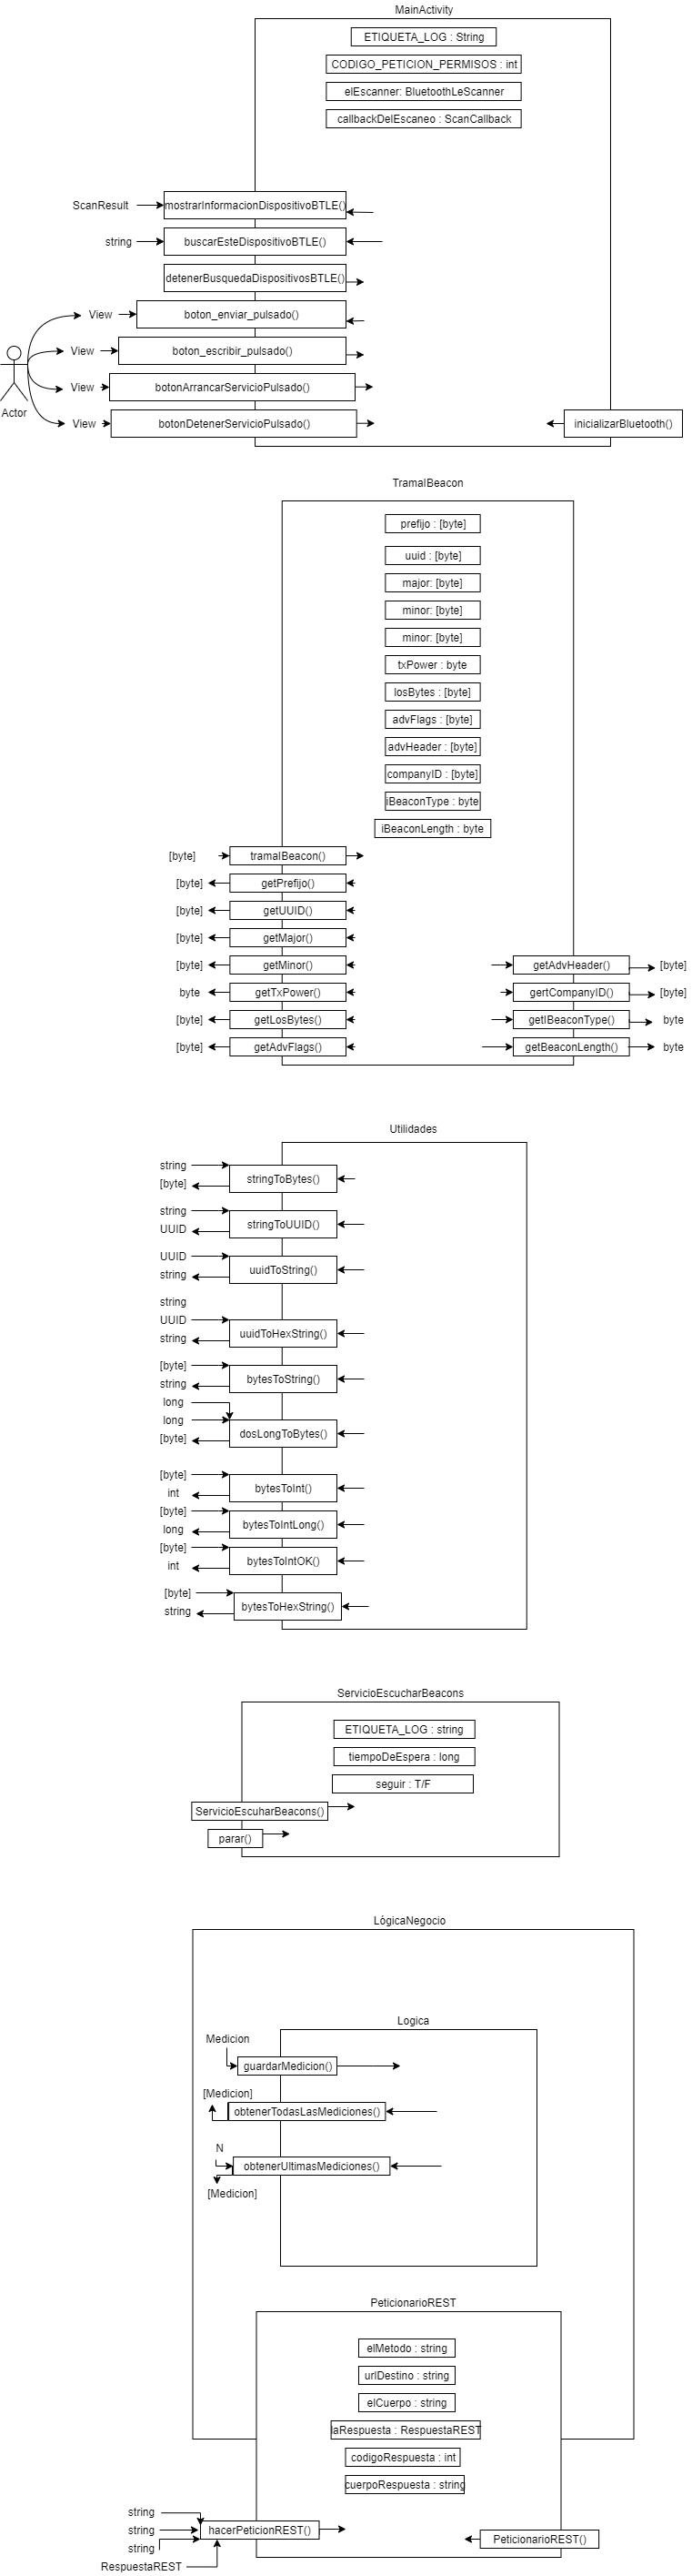 MainActivity
ETIQUETA_LOG : String
CODIGO_PETICION_PERMISOS : int
elEscanner: BluetoothLeScanner
callbackDelEscaneo : ScanCallback
ScanResult
mostrarInformacionDispositivoBTLE()
string
buscarEsteDispositivoBTLE()
detenerBusquedaDispositivosBTLE()
View
boton_enviar_pulsado()
View
boton_escribir_pulsado()
View
botonArrancarServicioPulsado()
Actor
View
botonDetenerServicioPulsado()
inicializarBluetooth()
TramaIBeacon
prefijo : [byte]
uuid : [byte]
major: [byte]
minor: [byte]
minor: [byte]
txPower : byte
losBytes : [byte]
advFlags : [byte]
advHeader : [byte]
companyID : [byte]
iBeaconType : byte
iBeaconLength : byte
[byte]
tramaIBeacon()
[byte]
getPrefijo()
[byte]
getUUID()
[byte]
getMajor()
[byte]
getMinor()
getAdvHeader()
[byte]
byte
getTxPower()
gertCompanyID()
[byte]
[byte]
getLosBytes()
getIBeaconType()
byte
[byte]
getAdvFlags()
getBeaconLength()
byte
Utilidades
string
stringToBytes()
[byte]
string
stringToUUID()
UUID
UUID
uuidToString()
string
string
UUID
uuidToHexString()
string
[byte]
bytesToString()
string
long
long
dosLongToBytes()
[byte]
[byte]
bytesToInt()
int
[byte]
bytesToIntLong()
long
[byte]
bytesToIntOK()
int
[byte]
bytesToHexString()
string
ServicioEscucharBeacons
ETIQUETA_LOG : string
tiempoDeEspera : long
seguir : T/F
ServicioEscuharBeacons()
parar()
LógicaNegocio
Logica
Medicion
guardarMedicion()
[Medicion]
obtenerTodasLasMediciones()
N
obtenerUltimasMediciones()
[Medicion]
PeticionarioREST
elMetodo : string
urlDestino : string
elCuerpo : string
laRespuesta : RespuestaREST
codigoRespuesta : int
cuerpoRespuesta : string
string
string
hacerPeticionREST()
PeticionarioREST()
string
RespuestaREST